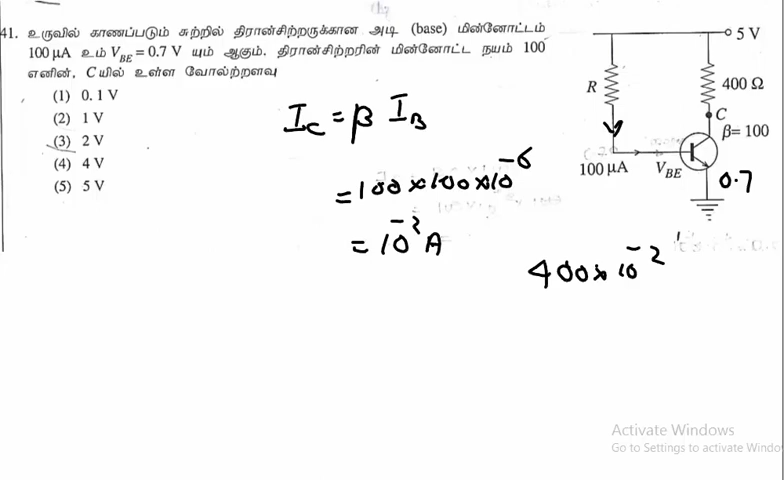 41. உருவில் காணப்படும் சுற்றில் திரான்சிற்றருக்கான அடி (base) மின்னோட்டம்
100 μA உம் V_BE = 0.7 V யும் ஆகும். திரான்சிற்றரின் மின்னோட்ட நயம் 100
எனின், C யில் உள்ள வோல்ற்றளவு
(1) 0.1 V
(2) 1 V
(3) 2 V
(4) 4 V
(5) 5 V
5 V
R
400 Ω
C
β= 100
100 μA
V_BE
0.7
I_C = β I_B
= 100 × 100 × 10^-6
= 10^-2 A
400 × 10^-2
Activate Windows
Go to Settings to activate Windo